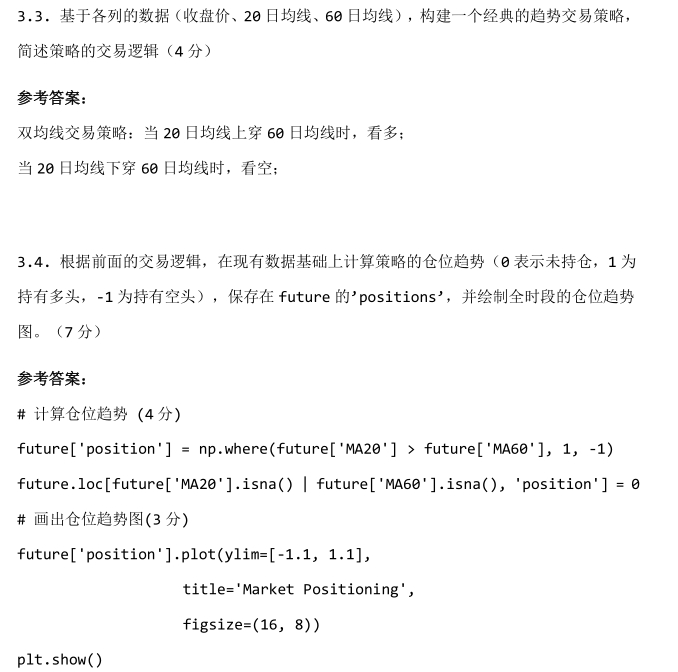 3.3. 基于各列的数据（收盘价、20 日均线、60 日均线），构建一个经典的趋势交易策略，
简述策略的交易逻辑（4 分）
参考答案：
双均线交易策略：当 20 日均线上穿 60 日均线时，看多；
当 20 日均线下穿 60 日均线时，看空；
3.4. 根据前面的交易逻辑，在现有数据基础上计算策略的仓位趋势（0 表示未持仓，1 为
持有多头，-1 为持有空头），保存在 future 的’positions’，并绘制全时段的仓位趋势
图。（7 分）
参考答案：
# 计算仓位趋势 (4 分)
future['position'] = np.where(future['MA20'] > future['MA60'], 1, -1)
future.loc[future['MA20'].isna() | future['MA60'].isna(), 'position'] = 0
# 画出仓位趋势图(3 分)
future['position'].plot(ylim=[-1.1, 1.1],
title='Market Positioning',
figsize=(16, 8))
plt.show()